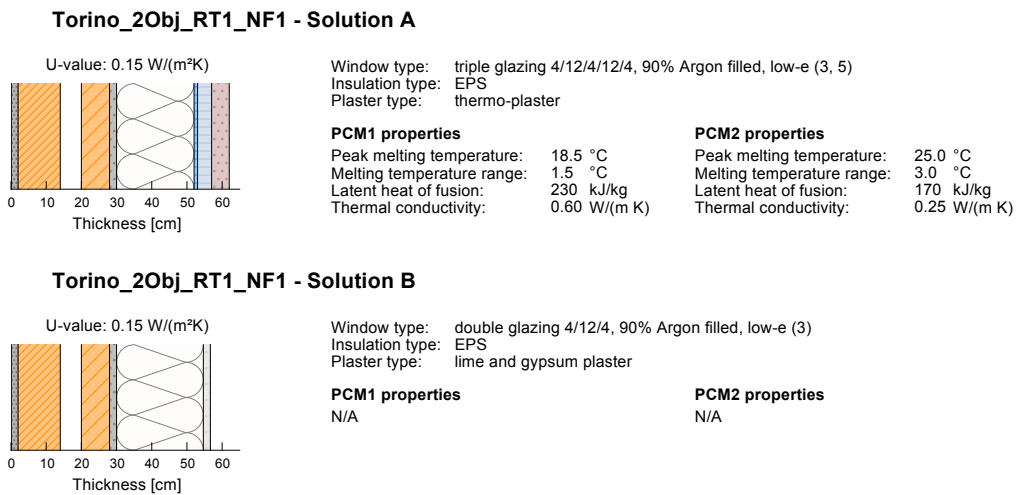 Torino_2Obj_RT1_NF1 - Solution A
U-value: 0.15 W/(m²K)
0 10 20 30 40 50 60
Thickness [cm]
Window type: triple glazing 4/12/4/12/4, 90% Argon filled, low-e (3, 5)
Insulation type: EPS
Plaster type: thermo-plaster
PCM1 properties PCM2 properties
Peak melting temperature: 18.5 °C Peak melting temperature: 25.0 °C
Melting temperature range: 1.5 °C Melting temperature range: 3.0 °C
Latent heat of fusion: 230 kJ/kg Latent heat of fusion: 170 kJ/kg
Thermal conductivity: 0.60 W/(m K) Thermal conductivity: 0.25 W/(m K)
Torino_2Obj_RT1_NF1 - Solution B
U-value: 0.15 W/(m²K)
0 10 20 30 40 50 60
Thickness [cm]
Window type: double glazing 4/12/4, 90% Argon filled, low-e (3)
Insulation type: EPS
Plaster type: lime and gypsum plaster
PCM1 properties PCM2 properties
N/A N/A